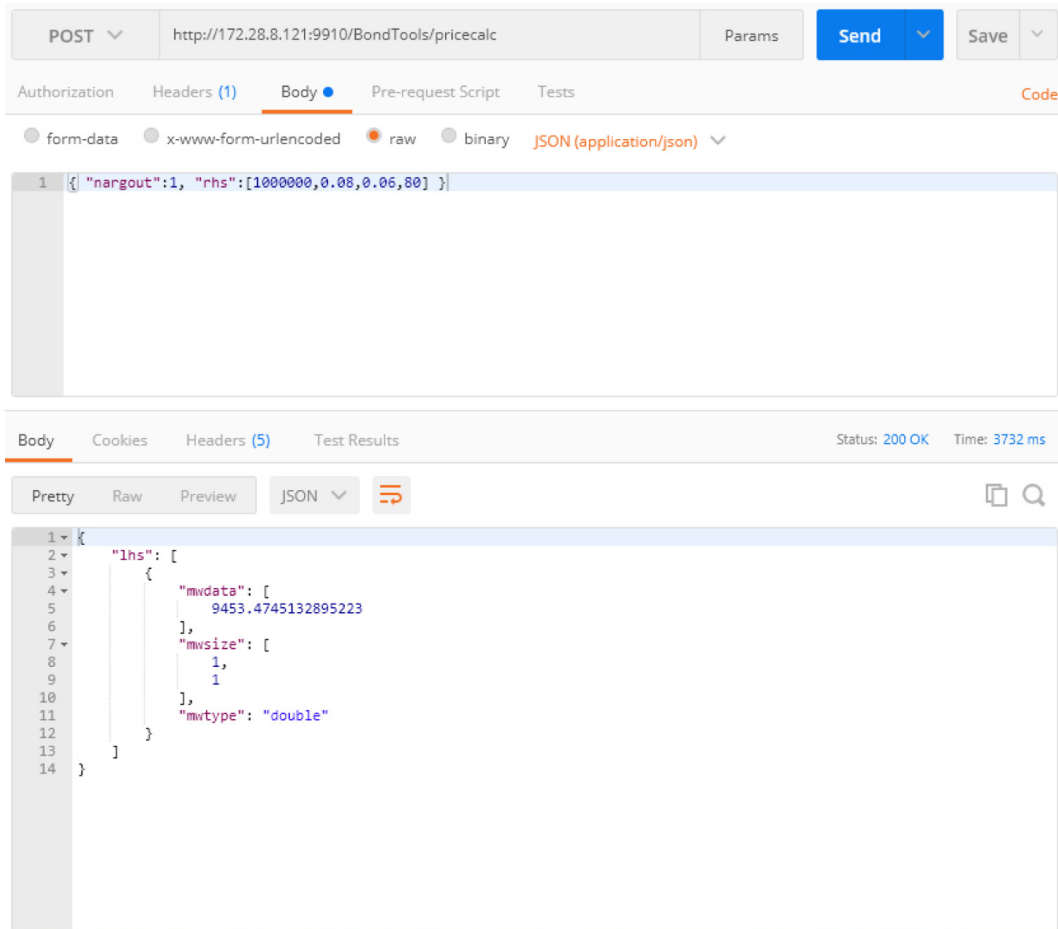 POST http://172.28.8.121:9910/BondTools/pricecalc Params Send Save
Authorization Headers (1) Body Pre-request Script Tests Code
form-data x-www-form-urlencoded raw binary JSON (application/json)
1 { "nargout":1, "rhs":[1000000,0.08,0.06,80] }
Body Cookies Headers (5) Test Results Status: 200 OK Time: 3732 ms
Pretty Raw Preview JSON
1 {
2 "lhs": [
3 {
4 "mwdata": [
5 9453.4745132895223
6 ],
7 "mwsize": [
8 1,
9 1
10 ],
11 "mwtype": "double"
12 }
13 ]
14 }